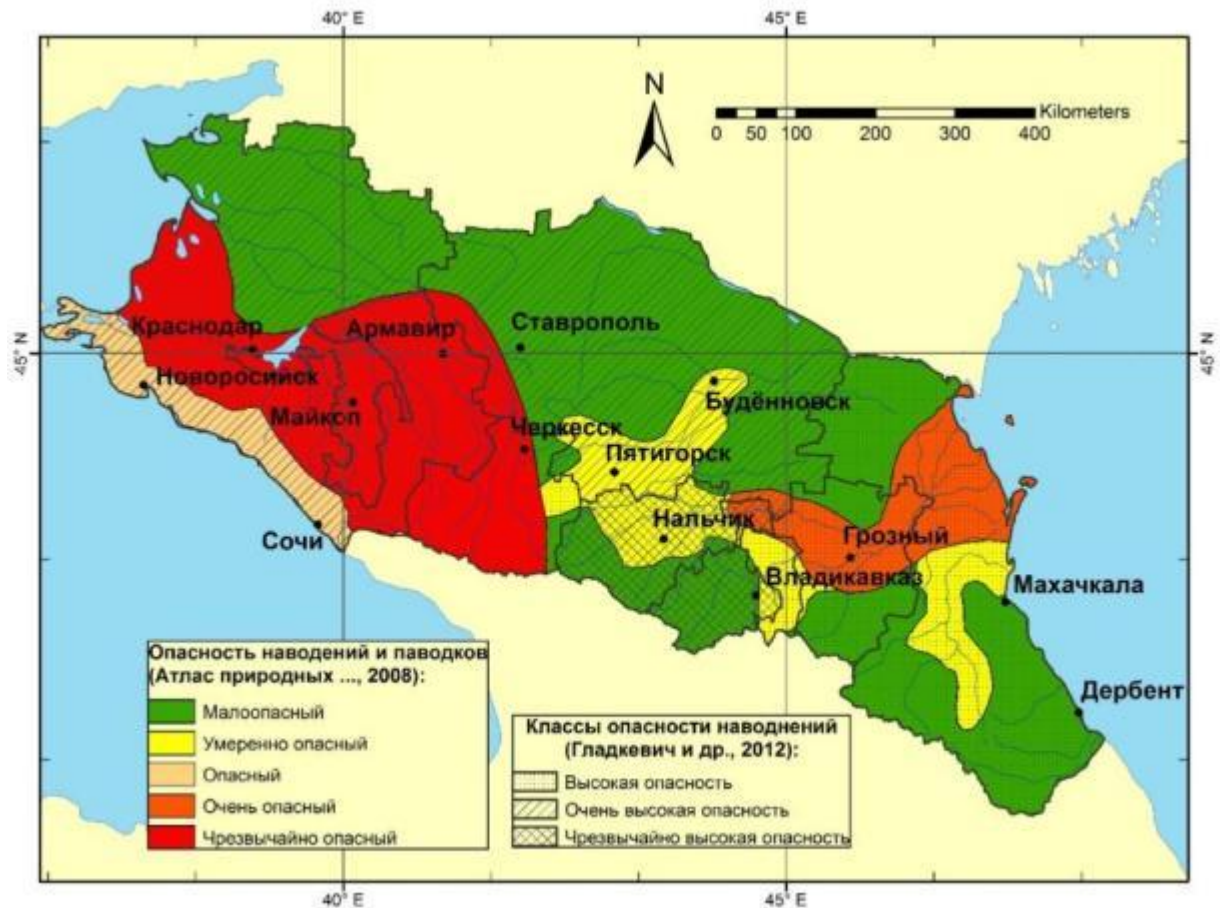 40° E
45° E
N
Kilometers
0 50 100 200 300 400
45° N
45° N
Краснодар
Армавир
Ставрополь
Новоросийск
Майкоп
Будённовск
Черкесск
Пятигорск
Сочи
Нальчик
Грозный
Владикавказ
Махачкала
Дербент
Опасность наводений и паводков
(Атлас природных ..., 2008):
Малоопасный
Умеренно опасный
Опасный
Очень опасный
Чрезвычайно опасный
Классы опасности наводнений
(Гладкевич и др., 2012):
Высокая опасность
Очень высокая опасность
Чрезвычайно высокая опасность
40° E
45° E